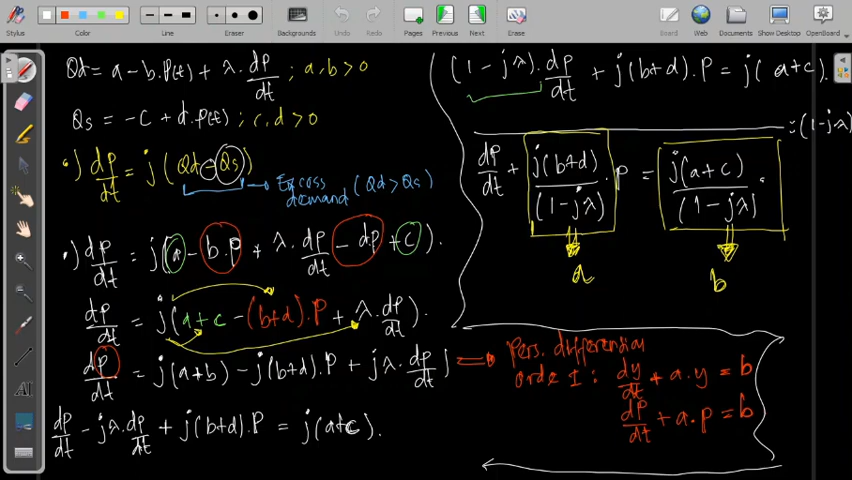 Style Color Lines Eraser Backgrounds Undo Redo Pages Previous Next Erase Web Documents Show Desktop OpenBoard
Qd = a - b.P(t) + λ.dP/dt ; a,b > 0
Qs = -c + d.P(t) ; c,d > 0
•) dP/dt = j(Qd - Qs)
→ Excess demand (Qd > Qs)
•) dP/dt = j(a - b.P + λ.dP/dt - dP + c).
dP/dt = j(a+c - (b+d).P + λ.dP/dt).
dP/dt = j(a+b) - j(b+d).P + jλ.dP/dt
dP/dt - jλ.dP/dt + j(b+d).P = j(a+c).
(1-jλ).dP/dt + j(b+d).P = j(a+c).
:(1-jλ)
dP/dt + j(b+d)/(1-jλ).P = j(a+c)/(1-jλ).
a
b
Pers. differensial
orde 1: dy/dt + a.y = b
dP/dt + a.P = b